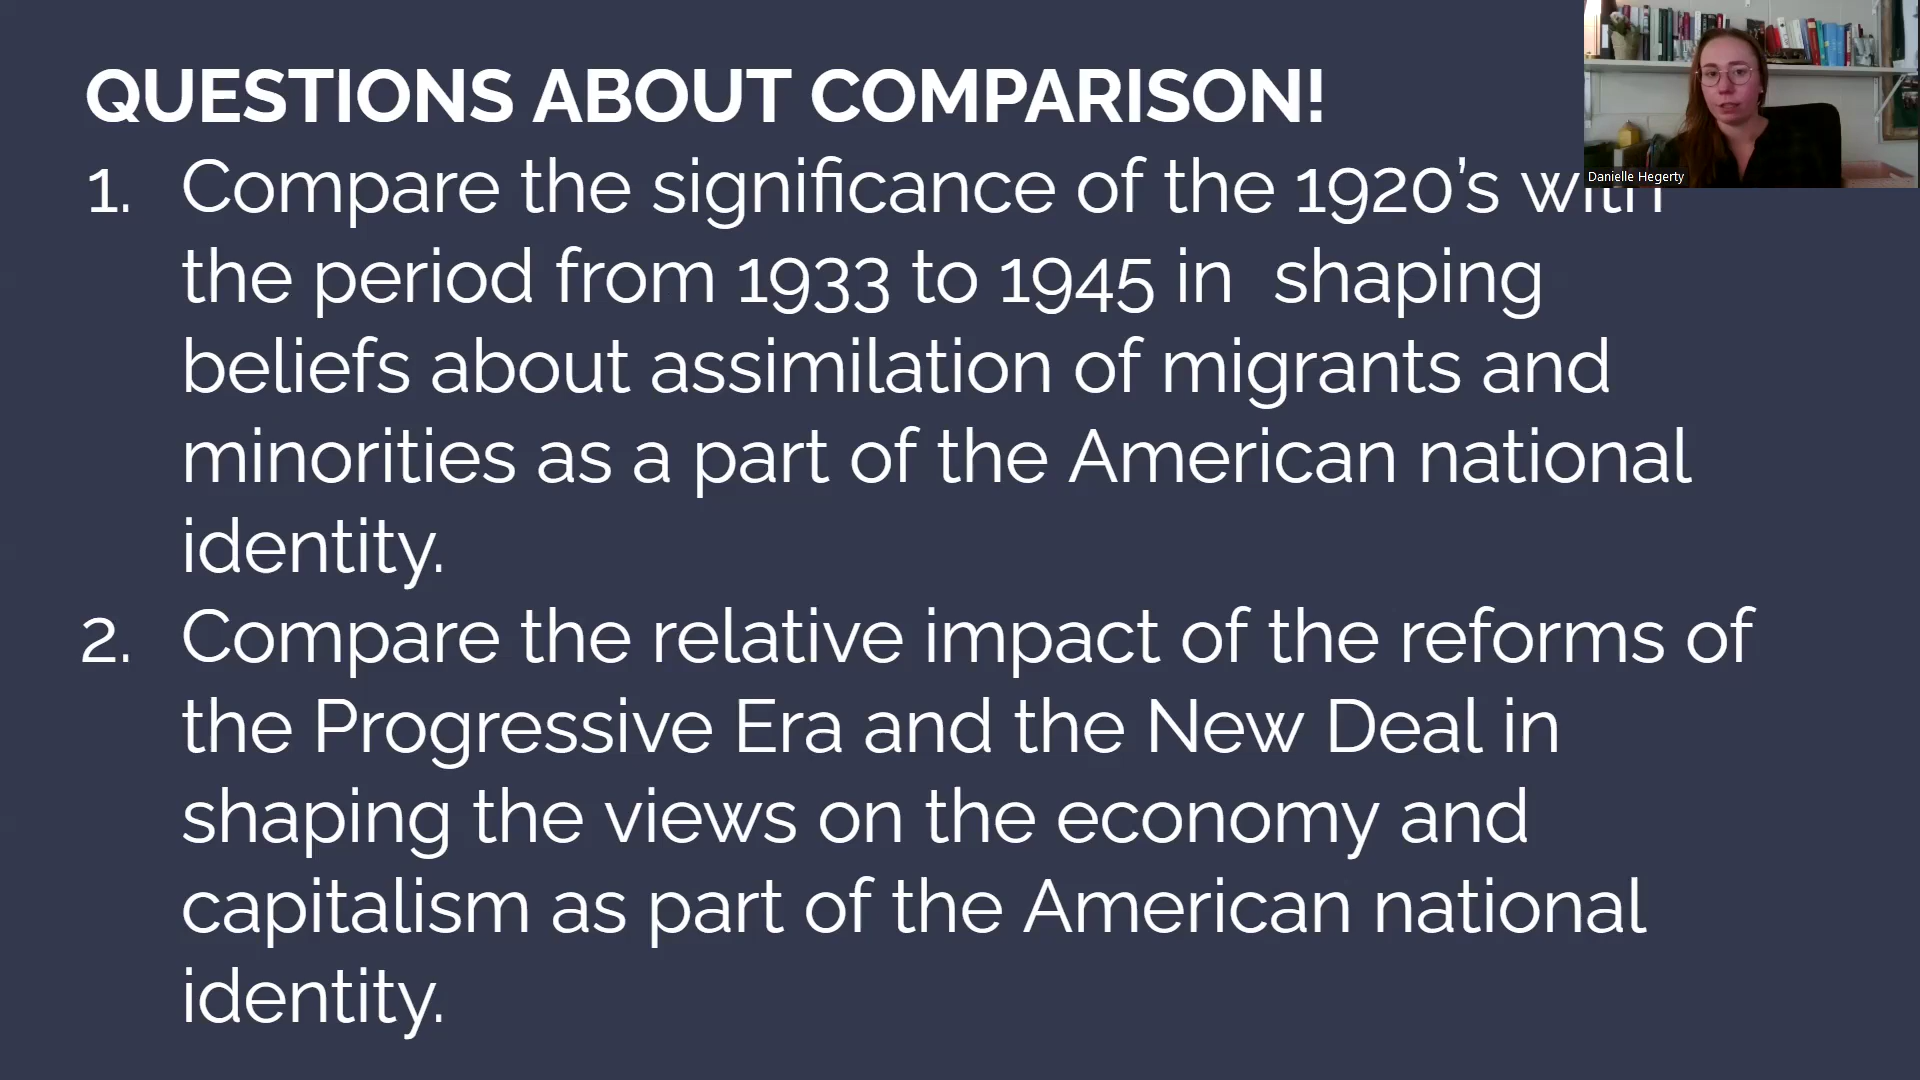 QUESTIONS ABOUT COMPARISON!
1. Compare the significance of the 1920's with
the period from 1933 to 1945 in  shaping
beliefs about assimilation of migrants and
minorities as a part of the American national
identity.
2. Compare the relative impact of the reforms of
the Progressive Era and the New Deal in
shaping the views on the economy and
capitalism as part of the American national
identity.
Danielle Hegerty